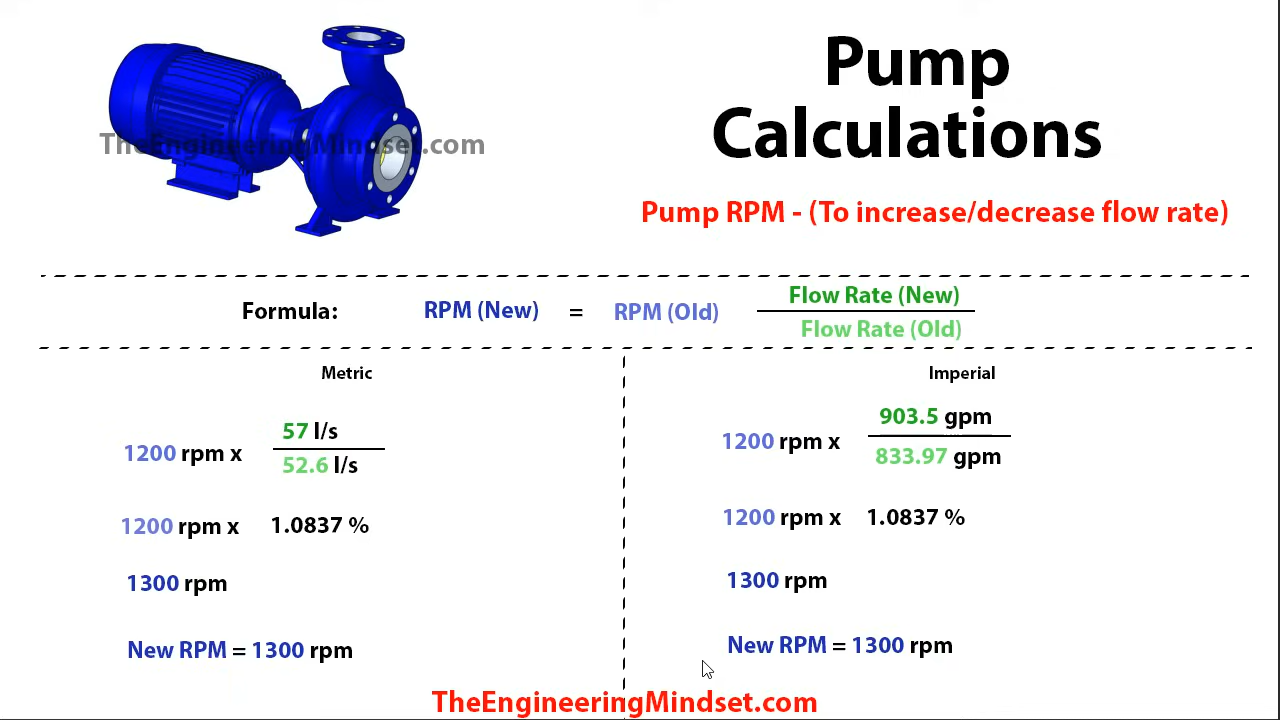 Pump
Calculations
TheEngineeringMindset.com
Pump RPM - (To increase/decrease flow rate)
Formula: RPM (New) = RPM (Old) Flow Rate (New)
Flow Rate (Old)
Metric
1200 rpm x 57 l/s
52.6 l/s
1200 rpm x 1.0837 %
1300 rpm
New RPM = 1300 rpm
Imperial
1200 rpm x 903.5 gpm
833.97 gpm
1200 rpm x 1.0837 %
1300 rpm
New RPM = 1300 rpm
TheEngineeringMindset.com